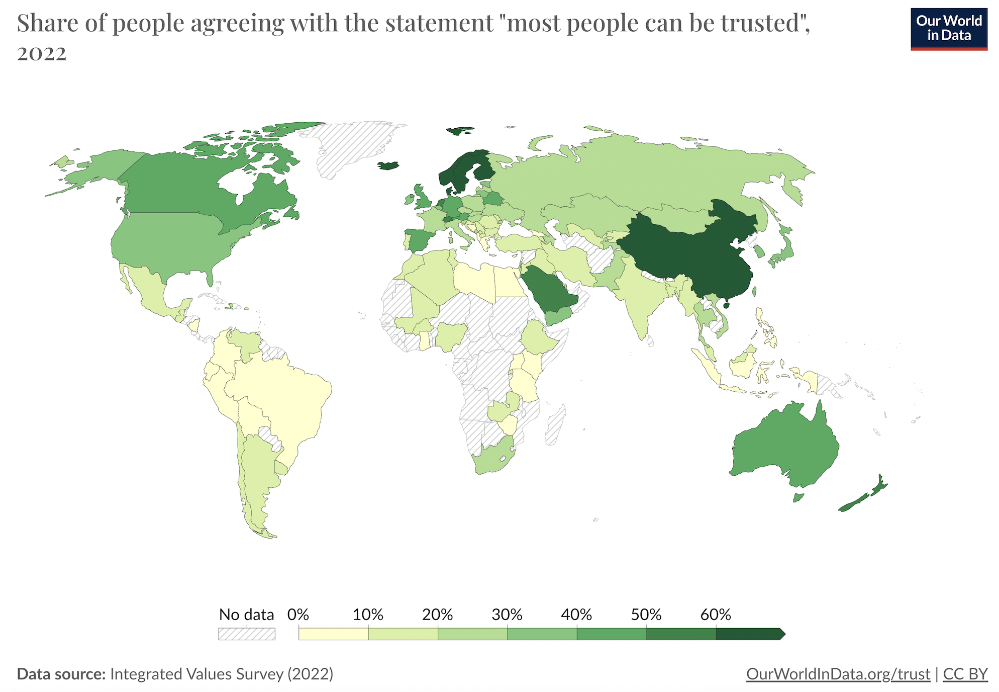 Share of people agreeing with the statement "most people can be trusted",
2022
Our World
in Data
No data 0% 10% 20% 30% 40% 50% 60%
Data source: Integrated Values Survey (2022)
OurWorldInData.org/trust | CC BY